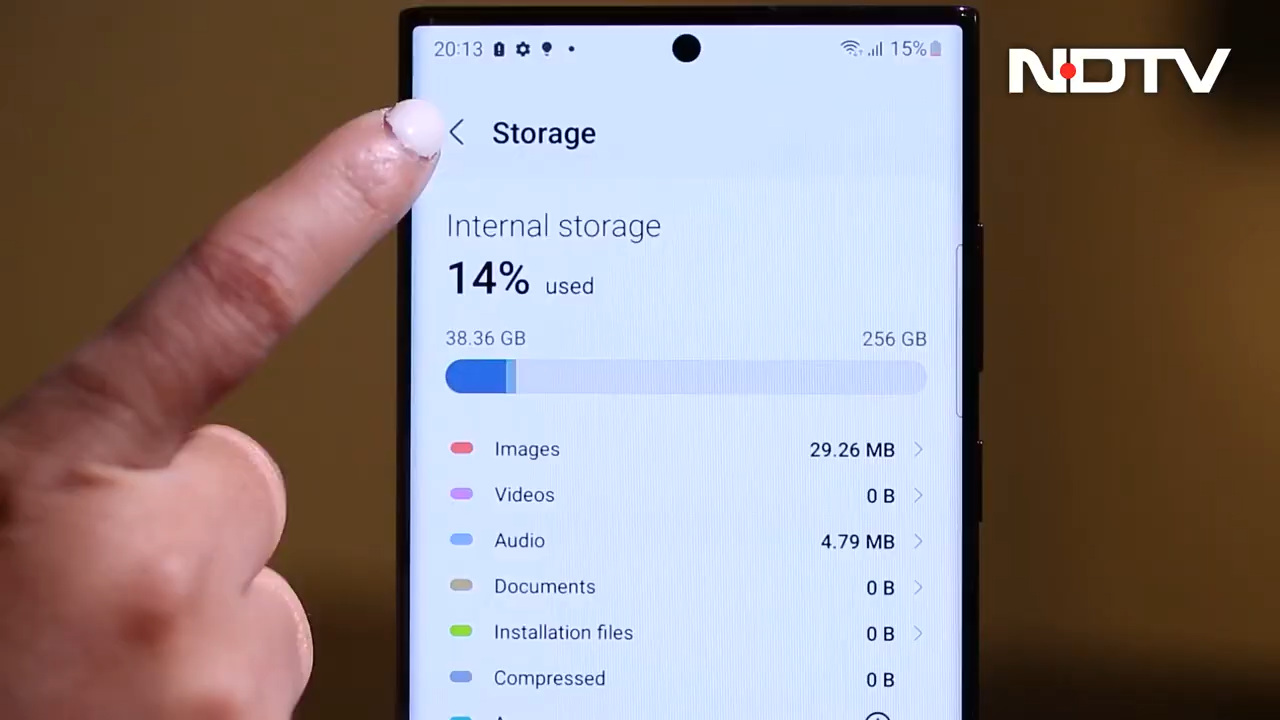 20:13
15%
NDTV
Storage
Internal storage
14% used
38.36 GB 256 GB
Images 29.26 MB
Videos 0 B
Audio 4.79 MB
Documents 0 B
Installation files 0 B
Compressed 0 B